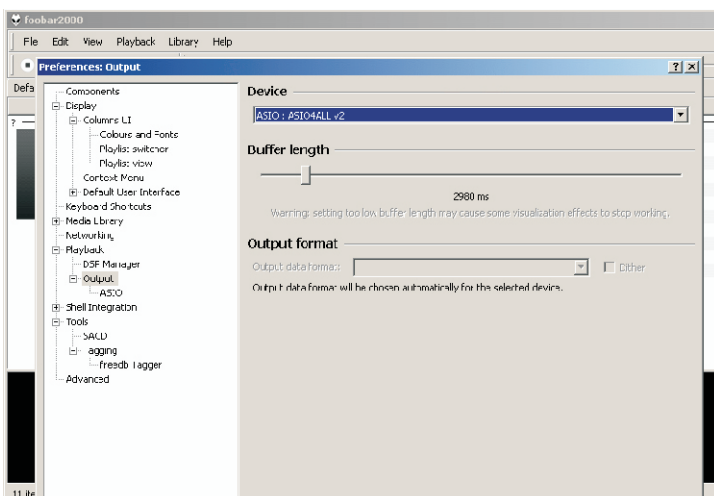 foobar2000
File Edit View Playback Library Help
Preferences: Output
Defa
Components
Display
Columns UI
Colours and Fonts
Playlist switcher
Playlist view
Context Menu
Default User Interface
Keyboard Shortcuts
Media Library
Networking
Playback
DSP Manager
Output
ASIO
Shell Integration
Tools
SACD
Tagging
freedb Tagger
Advanced
Device
ASIO : ASIO4ALL v2
Buffer length
2980 ms
Warning: setting too low buffer length may cause some visualization effects to stop working.
Output format
Output data format:
Dither
Output data format will be chosen automatically for the selected device.
11 ite